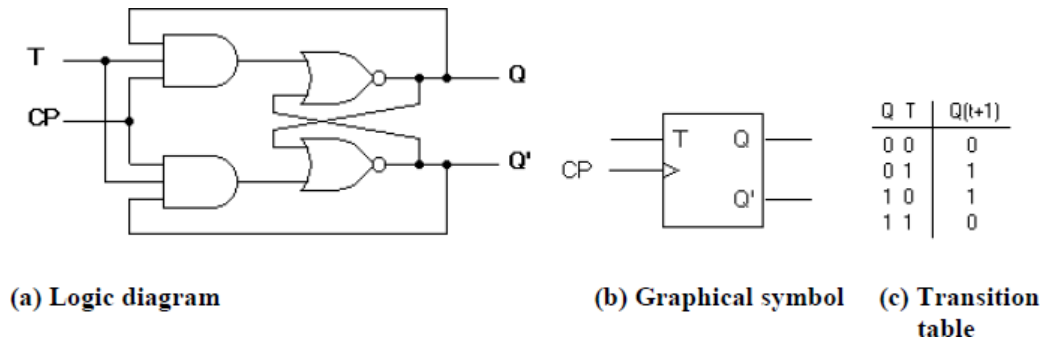 T
CP
Q
Q'
T Q
CP
Q'
Q T Q(t+1)
0 0 0
0 1 1
1 0 1
1 1 0
(a) Logic diagram
(b) Graphical symbol
(c) Transition
table